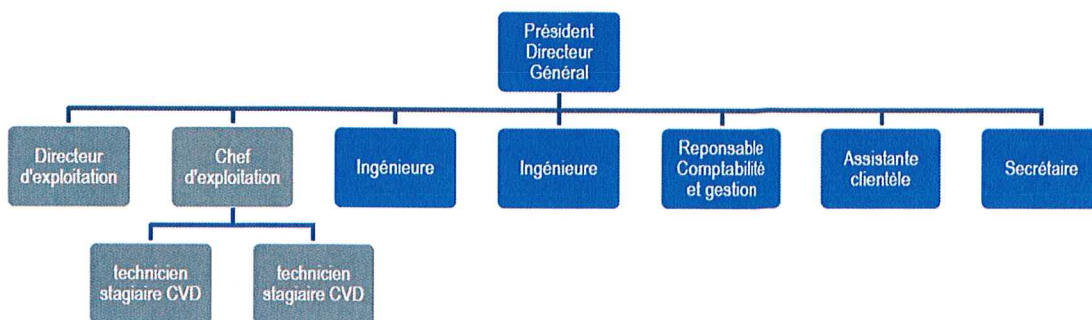 Président
Directeur
Général
Directeur
d'exploitation
Chef
d'exploitation
Ingénieure
Ingénieure
Reponsable
Comptabilité
et gestion
Assistante
clientèle
Secrétaire
technicien
stagiaire CVD
technicien
stagiaire CVD